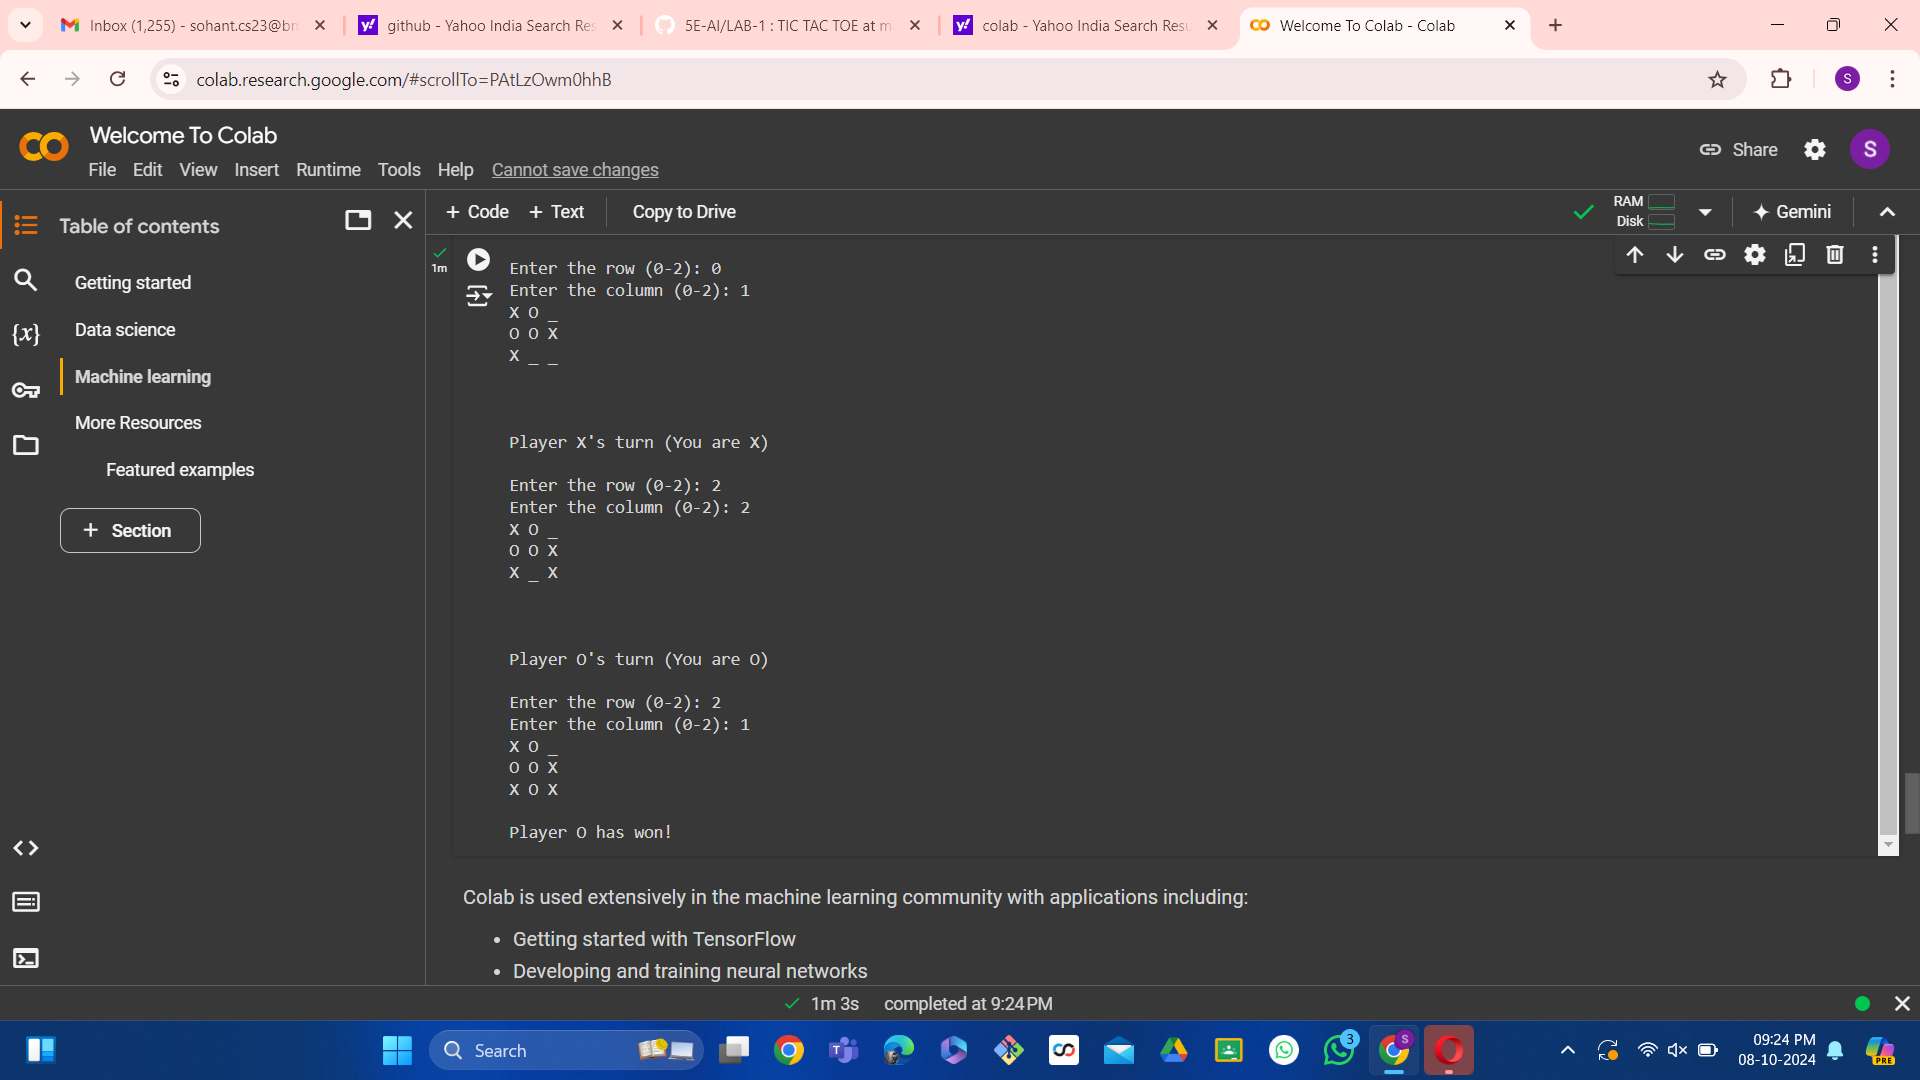 Inbox (1,255) - sohant.cs23@bm
github - Yahoo India Search Res
5E-AI/LAB-1 : TIC TAC TOE at m
colab - Yahoo India Search Resu
Welcome To Colab - Colab
colab.research.google.com/#scrollTo=PAtLzOwm0hhB
S
Welcome To Colab
Share
S
File Edit View Insert Runtime Tools Help Cannot save changes
Table of contents
+ Code + Text Copy to Drive
RAM
Disk
Gemini
Getting started
Data science
Machine learning
More Resources
Featured examples
+ Section
{x}
1m
Enter the row (0-2): 0
Enter the column (0-2): 1
X O _
O O X
X _ _
Player X's turn (You are X)
Enter the row (0-2): 2
Enter the column (0-2): 2
X O _
O O X
X _ X
Player O's turn (You are O)
Enter the row (0-2): 2
Enter the column (0-2): 1
X O _
O O X
X O X
Player O has won!
Colab is used extensively in the machine learning community with applications including:
• Getting started with TensorFlow
• Developing and training neural networks
1m 3s completed at 9:24 PM
Search
3
S
09:24 PM
08-10-2024
PRE